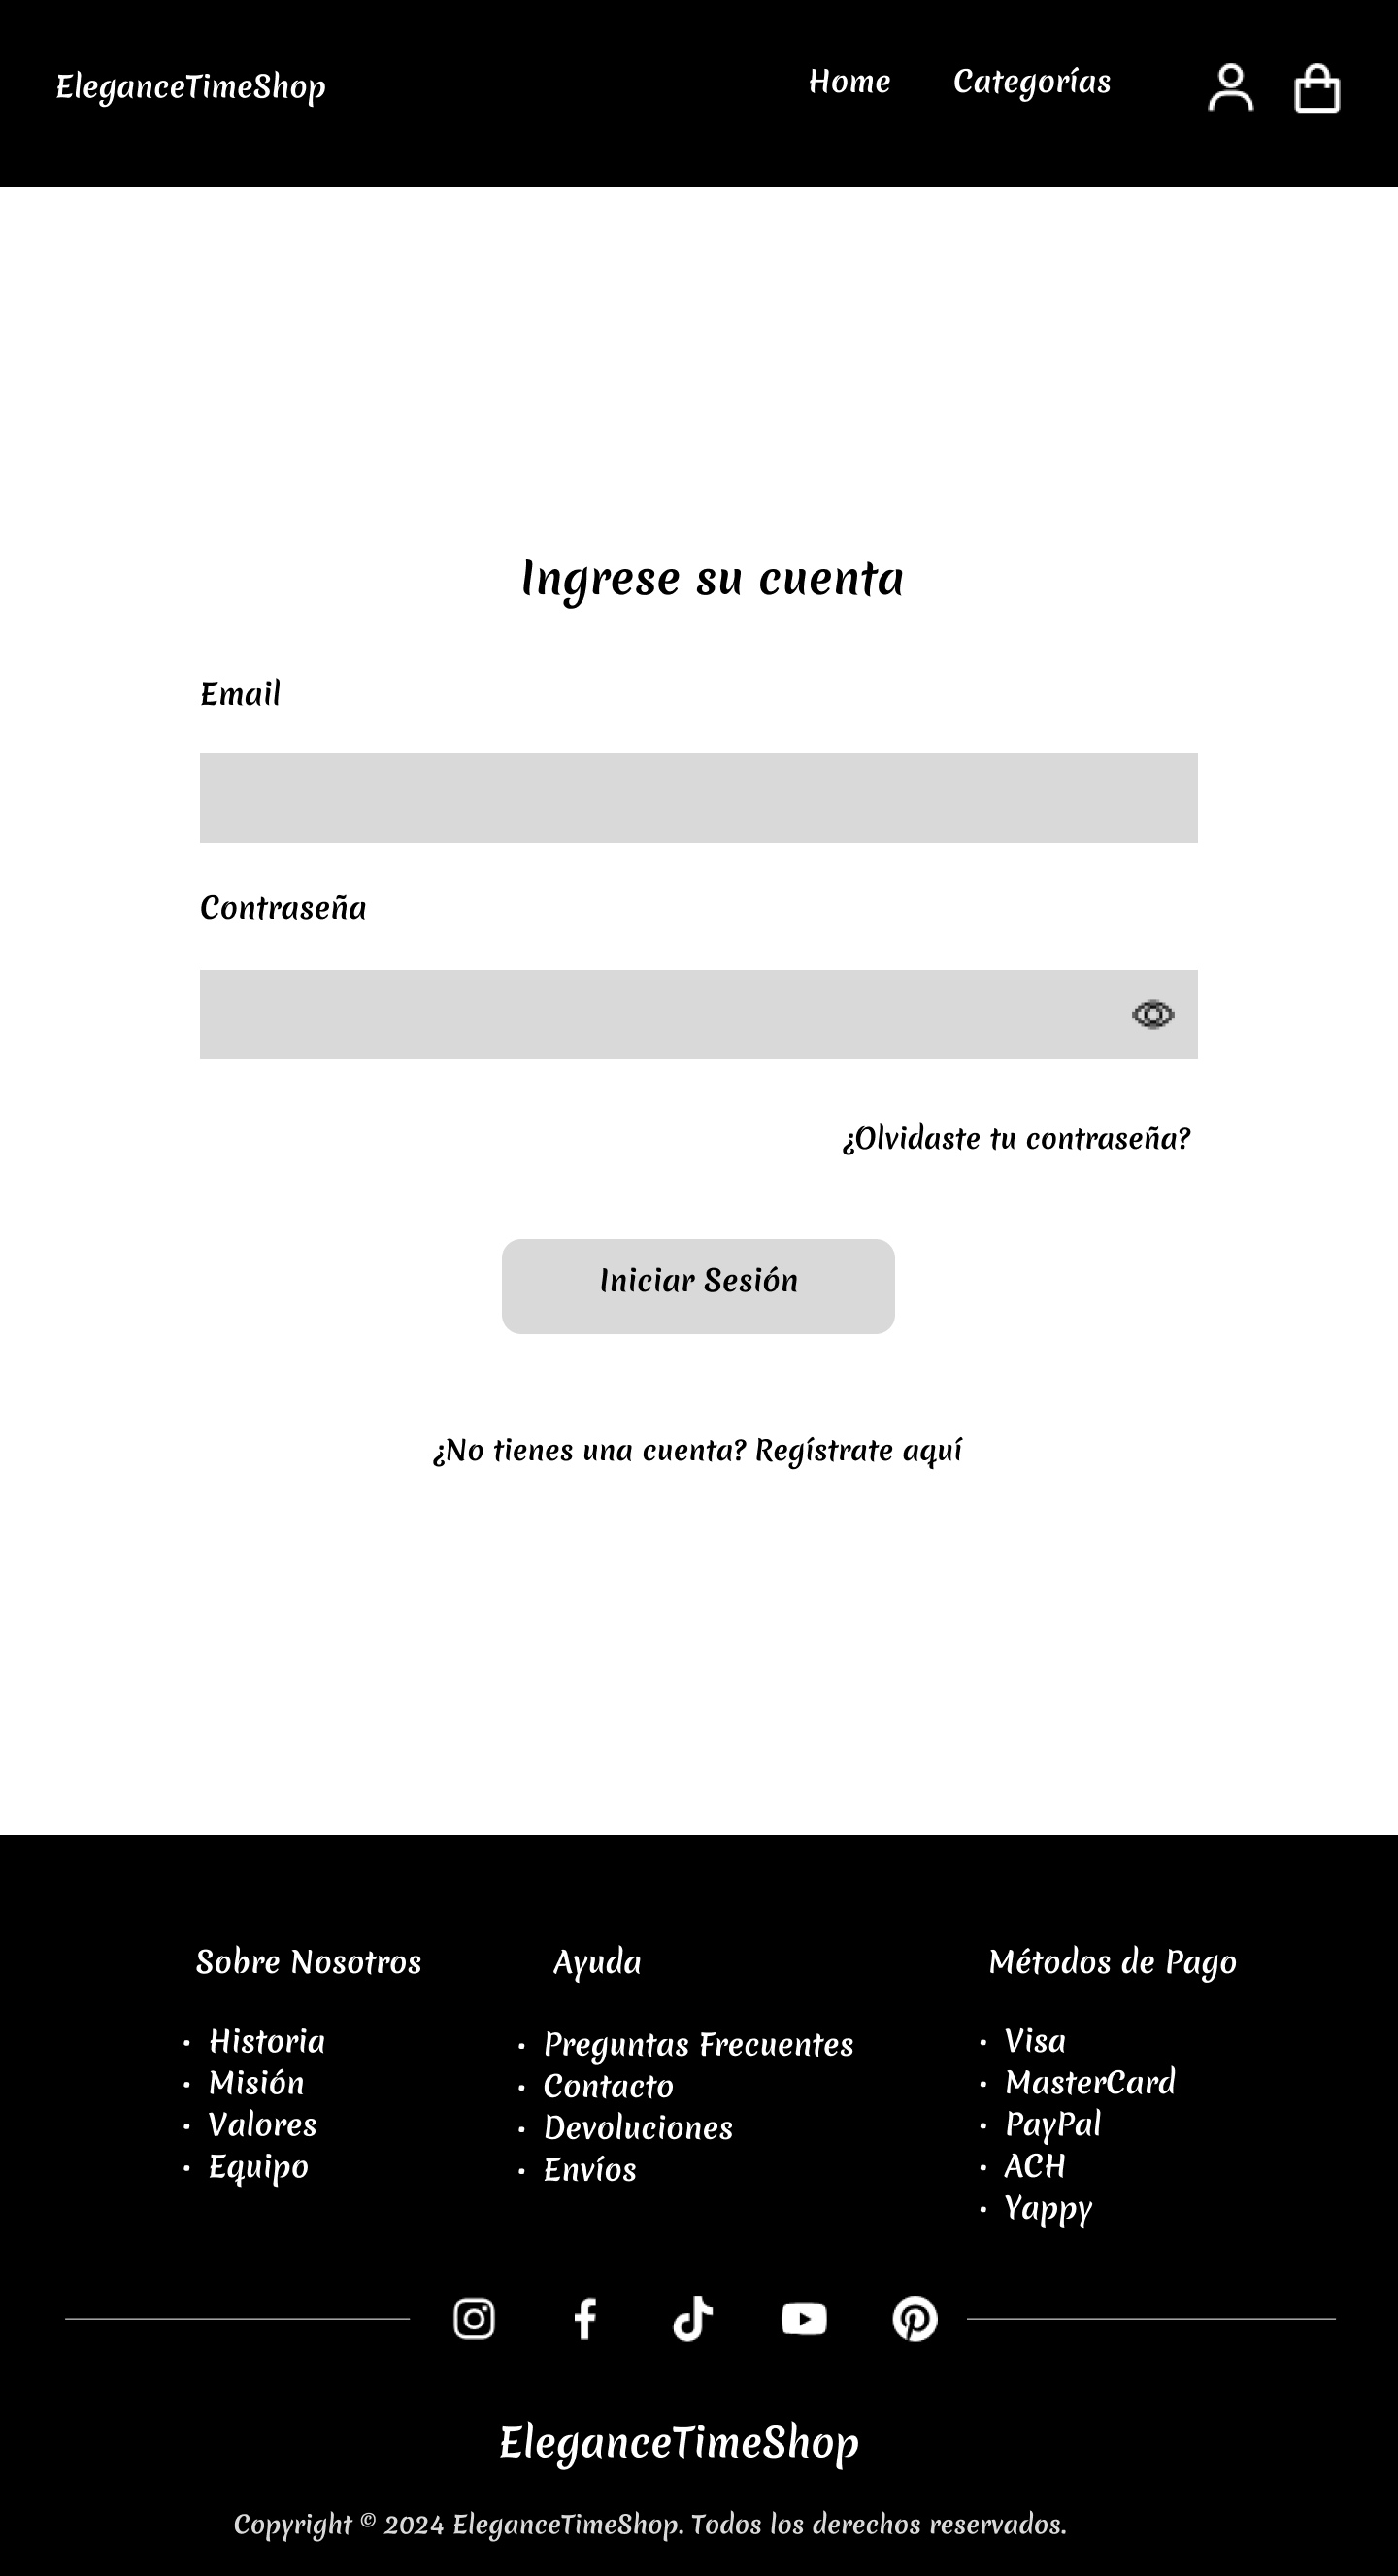 EleganceTimeShop
Home
Categorías
Ingrese su cuenta
Email
Contraseña
¿Olvidaste tu contraseña?
Iniciar Sesión
¿No tienes una cuenta? Regístrate aquí
Sobre Nosotros
• Historia
• Misión
• Valores
• Equipo
Ayuda
• Preguntas Frecuentes
• Contacto
• Devoluciones
• Envíos
Métodos de Pago
• Visa
• MasterCard
• PayPal
• ACH
• Yappy
EleganceTimeShop
Copyright © 2024 EleganceTimeShop. Todos los derechos reservados.